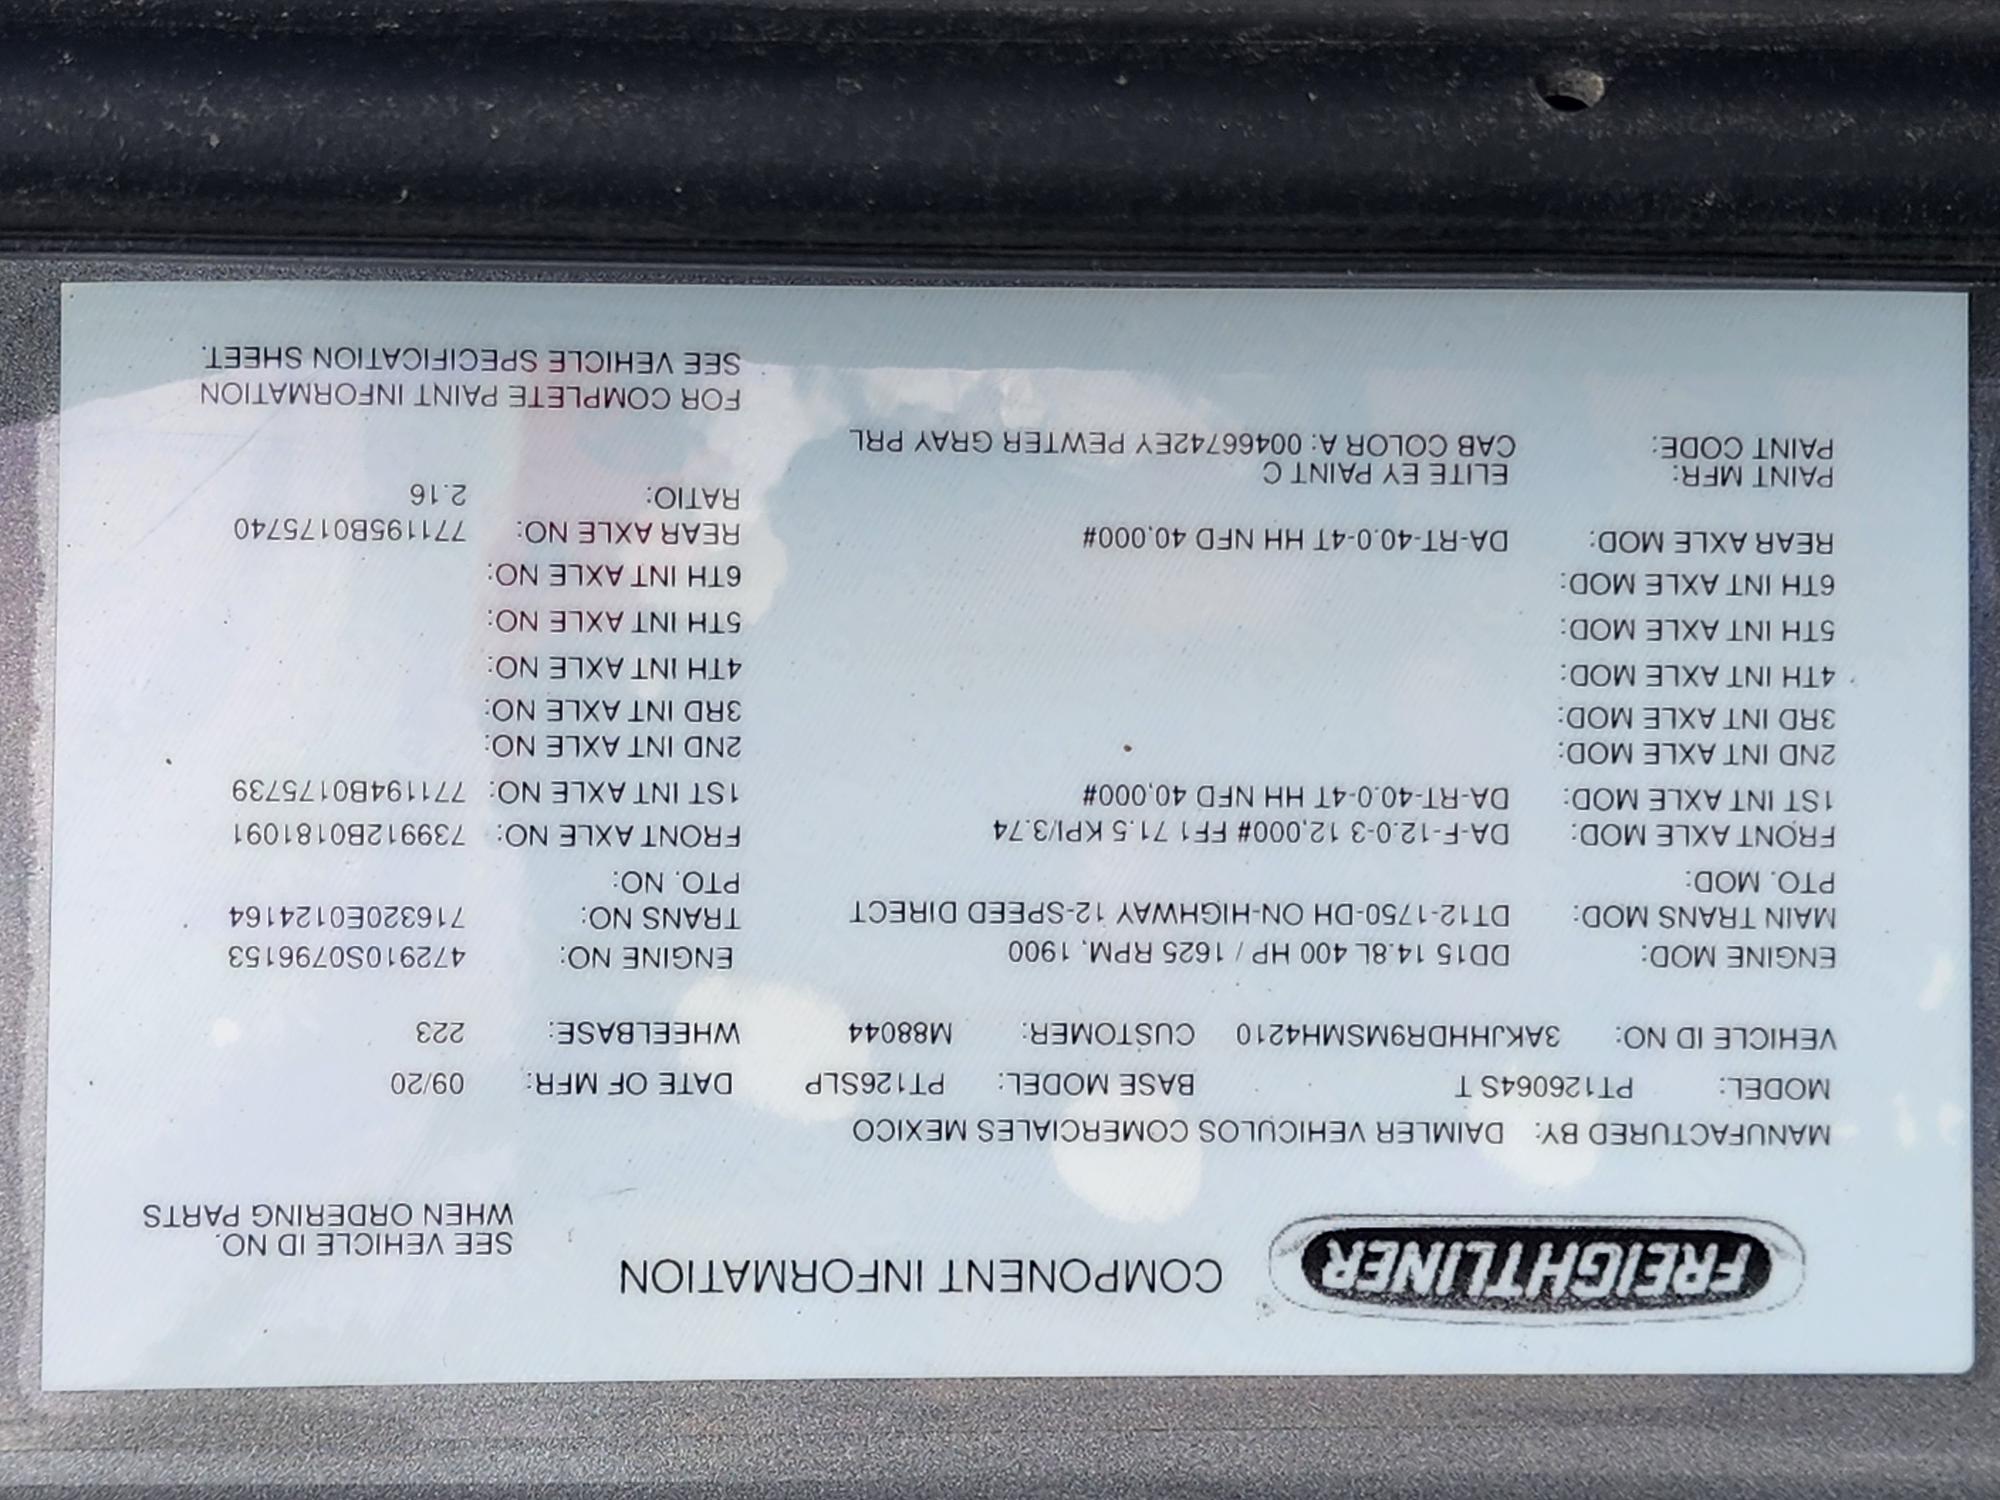 FREIGHTLINER COMPONENT INFORMATION
SEE VEHICLE ID NO.
WHEN ORDERING PARTS
MANUFACTURED BY: DAIMLER VEHICULOS COMERCIALES MEXICO
MODEL: PT126064S T BASE MODEL: PT126SLP DATE OF MFR: 09/20
VEHICLE ID NO: 3AKJHHDR9MSMH4210 CUSTOMER: M88044 WHEELBASE: 223
ENGINE MOD: DD15 14.8L 400 HP / 1625 RPM, 1900 ENGINE NO: 472910S0796153
MAIN TRANS MOD: DT12-1750-DH ON-HIGHWAY 12-SPEED DIRECT TRANS NO: 716320E0124164
PTO. MOD: PTO. NO:
FRONT AXLE MOD: DA-F-12.0-3 12,000# FF1 71.5 KPI/3.74 FRONT AXLE NO: 739912B0181091
1ST INT AXLE MOD: DA-RT-40.0-4T HH NFD 40,000# 1ST INT AXLE NO: 771194B0175739
2ND INT AXLE MOD: 2ND INT AXLE NO:
3RD INT AXLE MOD: 3RD INT AXLE NO:
4TH INT AXLE MOD: 4TH INT AXLE NO:
5TH INT AXLE MOD: 5TH INT AXLE NO:
6TH INT AXLE MOD: 6TH INT AXLE NO:
REAR AXLE MOD: DA-RT-40.0-4T HH NFD 40,000# REAR AXLE NO: 771195B0175740
RATIO: 2.16
PAINT MFR: ELITE EY PAINT C
PAINT CODE: CAB COLOR A: 00466742EY PEWTER GRAY PRL
FOR COMPLETE PAINT INFORMATION
SEE VEHICLE SPECIFICATION SHEET.